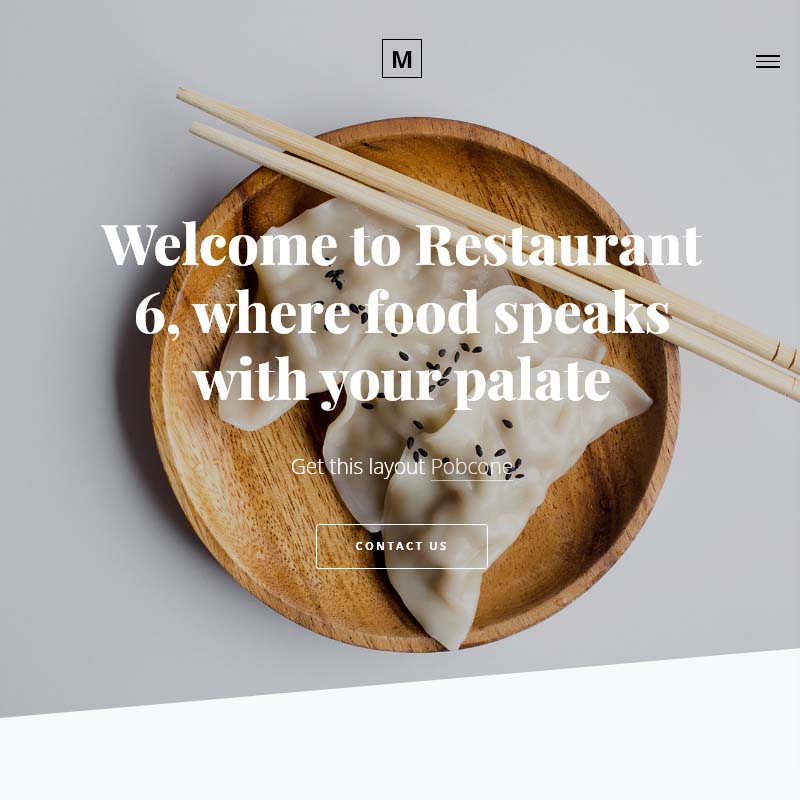 M
Welcome to Restaurant
6, where food speaks
with your palate
Get this layout Pobcone
CONTACT US